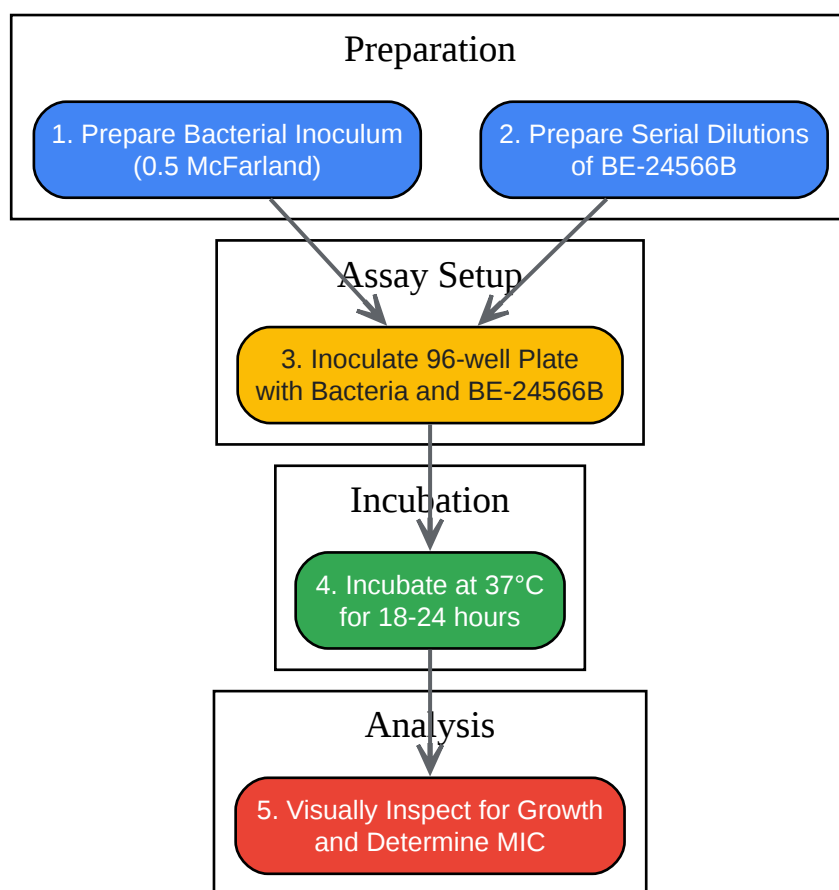 Preparation
1. Prepare Bacterial Inoculum
(0.5 McFarland)
2. Prepare Serial Dilutions
of BE-24566B
Assay Setup
3. Inoculate 96-well Plate
with Bacteria and BE-24566B
Incubation
4. Incubate at 37°C
for 18-24 hours
Analysis
5. Visually Inspect for Growth
and Determine MIC